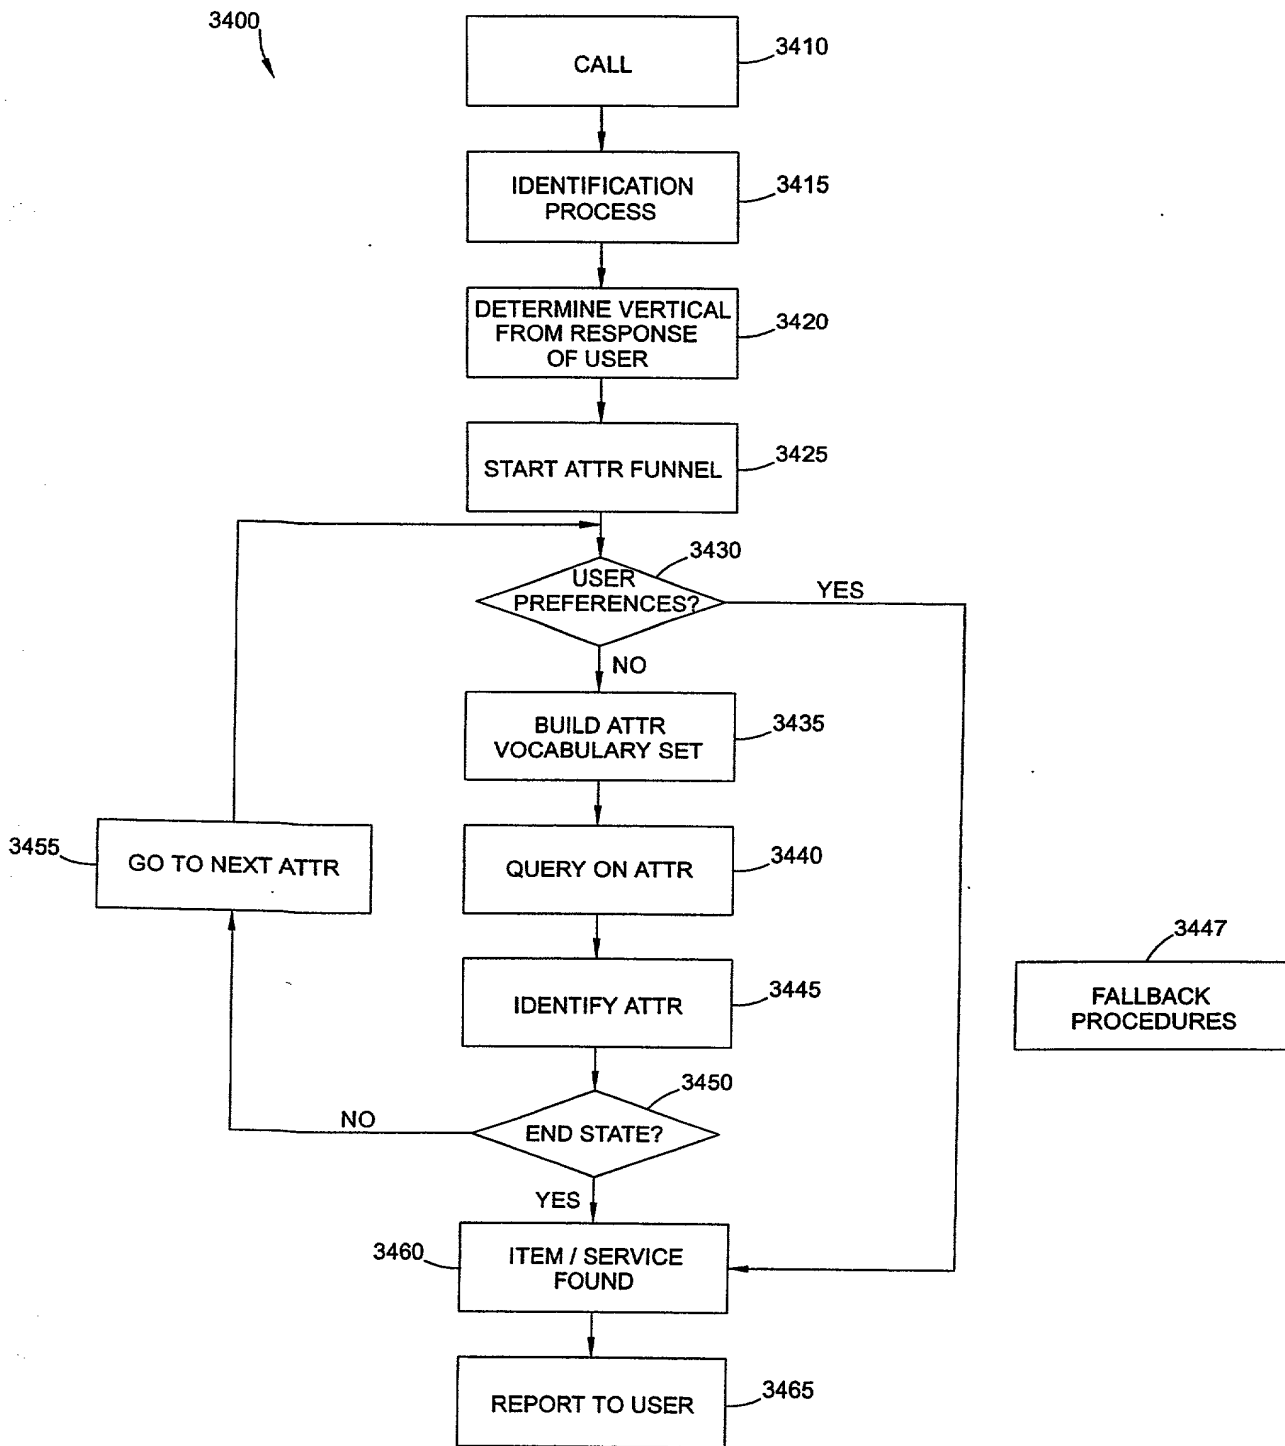 3400
CALL
3410
IDENTIFICATION
PROCESS
3415
DETERMINE VERTICAL
FROM RESPONSE
OF USER
3420
START ATTR FUNNEL
3425
3430
USER
PREFERENCES?
YES
NO
BUILD ATTR
VOCABULARY SET
3435
3455
GO TO NEXT ATTR
QUERY ON ATTR
3440
3447
FALLBACK
PROCEDURES
IDENTIFY ATTR
3445
3450
NO
END STATE?
YES
3460
ITEM / SERVICE
FOUND
REPORT TO USER
3465